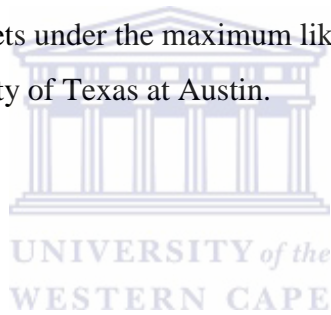 ets under the maximum lik
ty of Texas at Austin.
UNIVERSITY of the
WESTERN CAPE